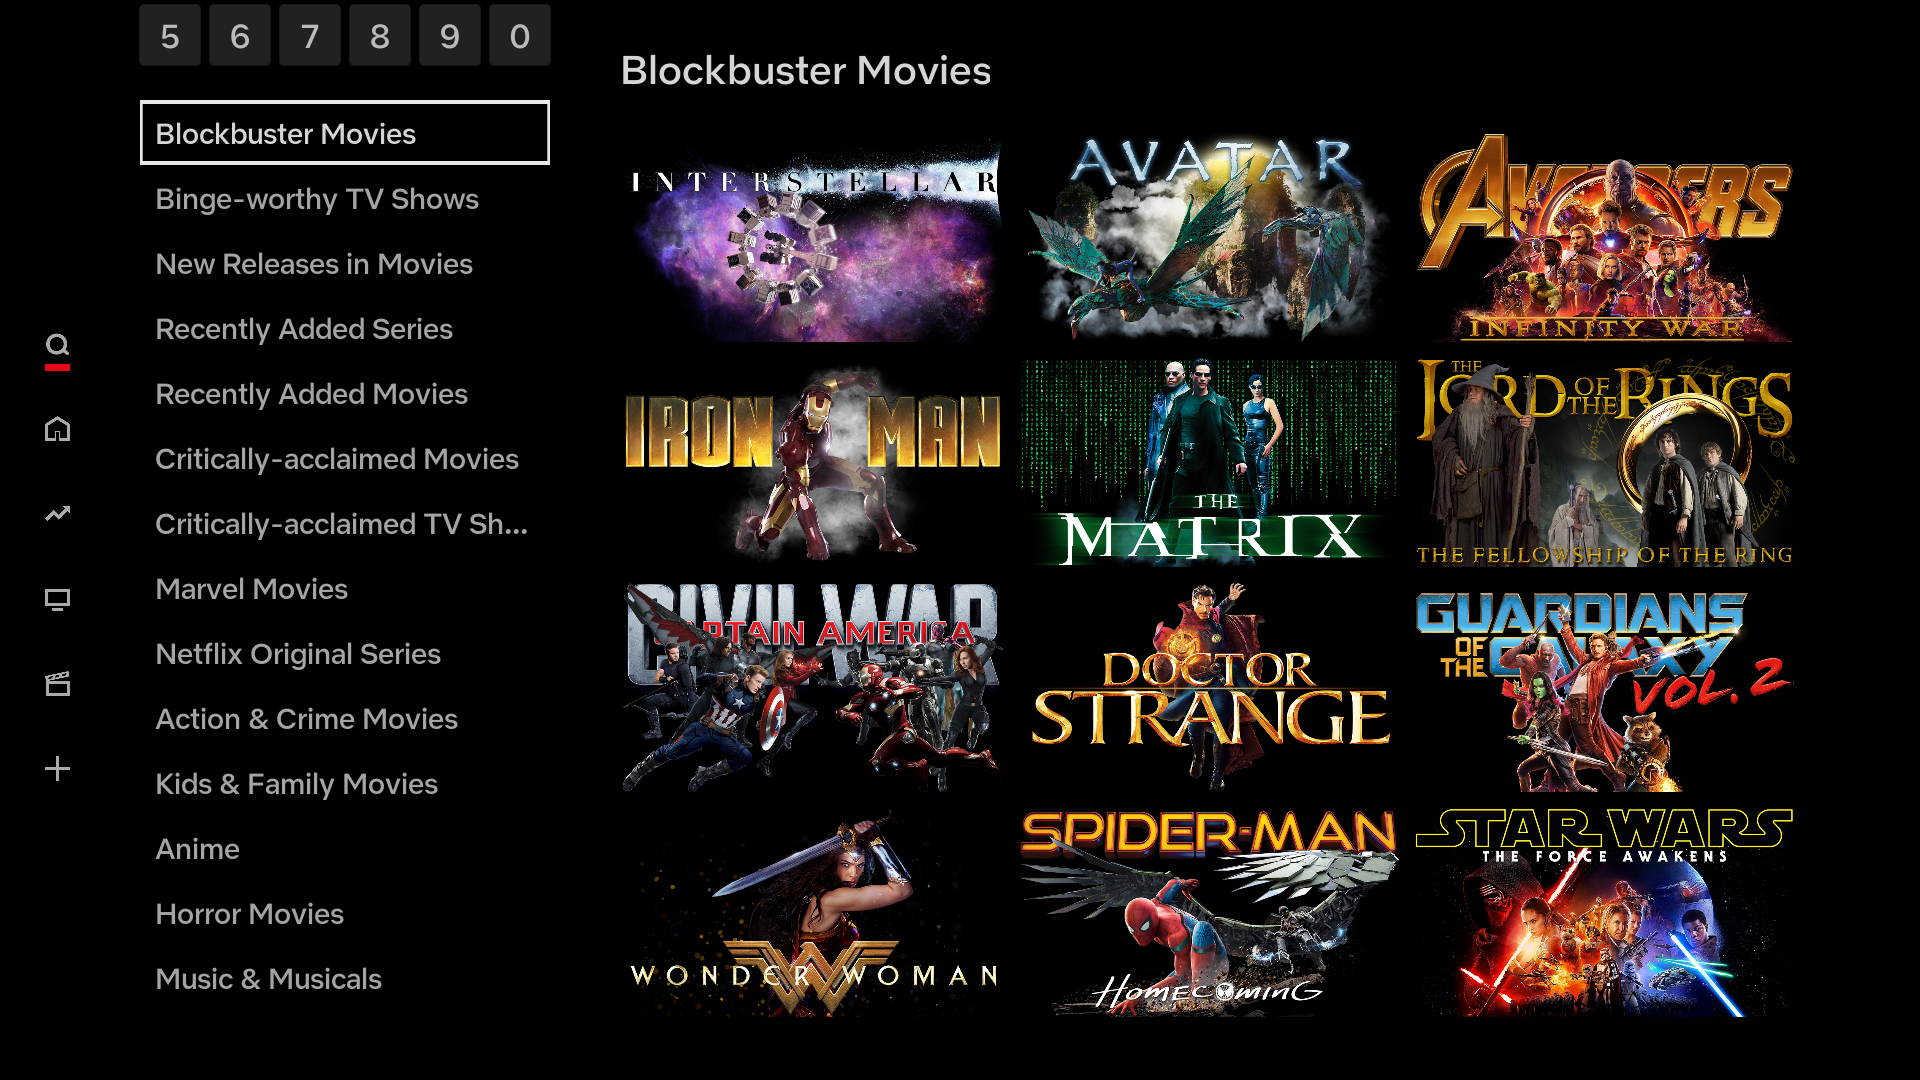 5 6 7 8 9 0
Blockbuster Movies
Binge-worthy TV Shows
New Releases in Movies
Recently Added Series
Recently Added Movies
Critically-acclaimed Movies
Critically-acclaimed TV Sh...
Marvel Movies
Netflix Original Series
Action & Crime Movies
Kids & Family Movies
Anime
Horror Movies
Music & Musicals
Blockbuster Movies
INTERSTELLAR
AVATAR
AVENGERS
INFINITY WAR
IRON MAN
THE
MATRIX
THE
LORD OF THE RINGS
THE FELLOWSHIP OF THE RING
CIVIL WAR
CAPTAIN AMERICA
DOCTOR
STRANGE
GUARDIANS
OF THE GALAXY
VOL. 2
WONDER WOMAN
SPIDER-MAN
HOMECOMING
STAR WARS
THE FORCE AWAKENS